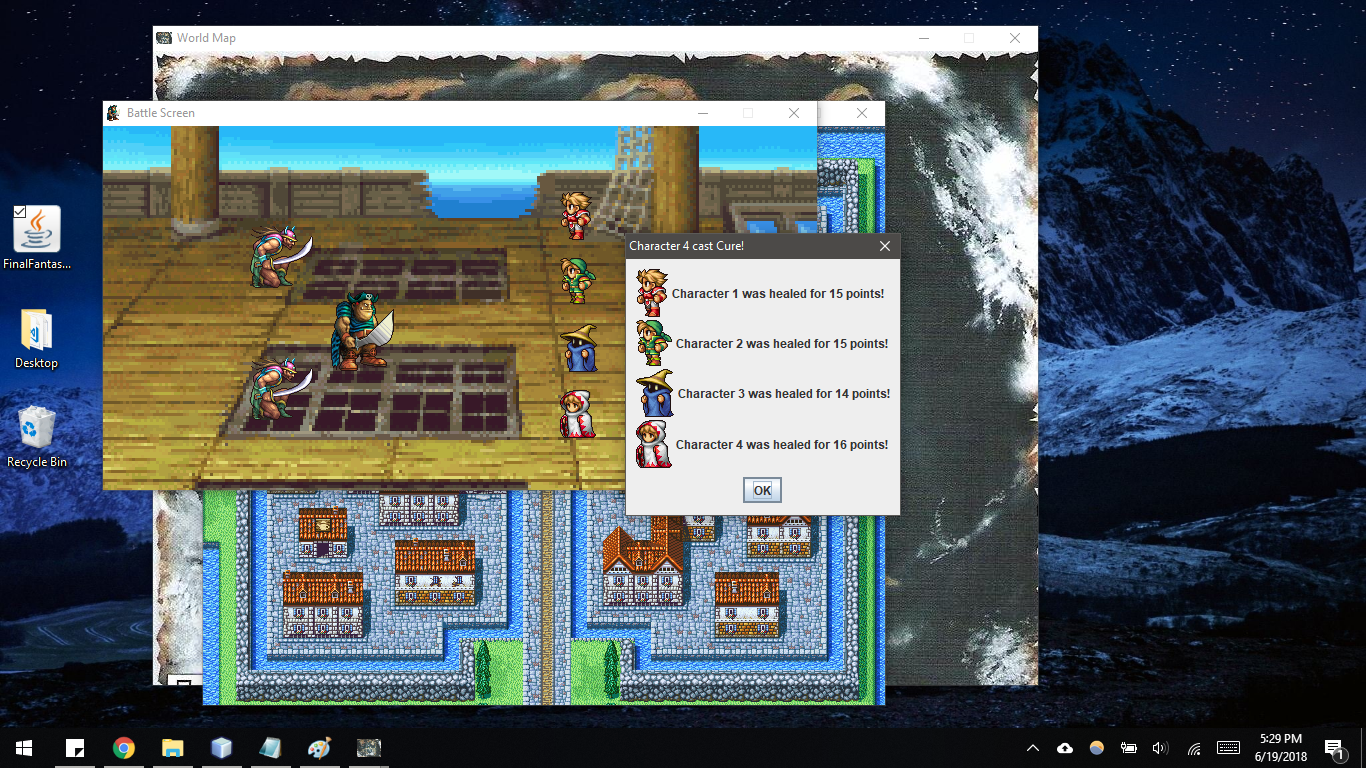 World Map
Battle Screen
FinalFantas...
Desktop
Recycle Bin
Character 4 cast Cure!
Character 1 was healed for 15 points!
Character 2 was healed for 15 points!
Character 3 was healed for 14 points!
Character 4 was healed for 16 points!
OK
5:29 PM
6/19/2018
1